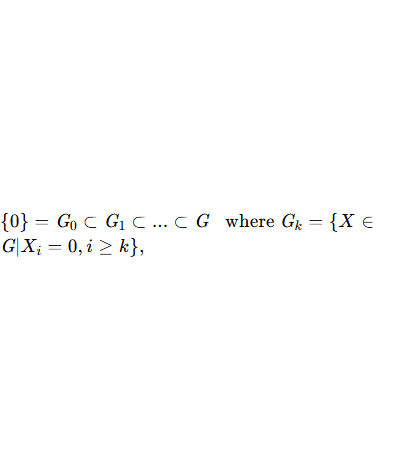 {0} = G₀ ⊂ G₁ ⊂ ... ⊂ G where Gₖ = {X ∈
G|Xᵢ = 0, i ≥ k},